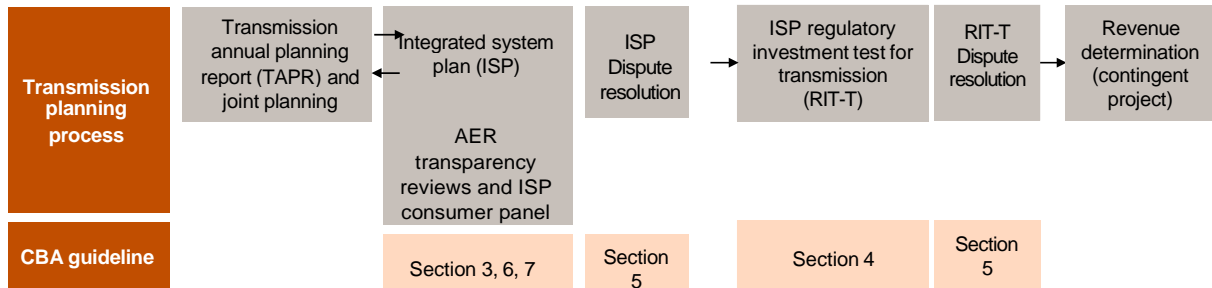 Transmission
planning
process
Transmission
annual planning
report (TAPR) and
joint planning
Integrated system
plan (ISP)
AER
transparency
reviews and ISP
consumer panel
ISP
Dispute
resolution
ISP regulatory
investment test for
transmission
(RIT-T)
RIT-T
Dispute
resolution
Revenue
determination
(contingent
project)
CBA guideline
Section 3, 6, 7
Section
5
Section 4
Section
5